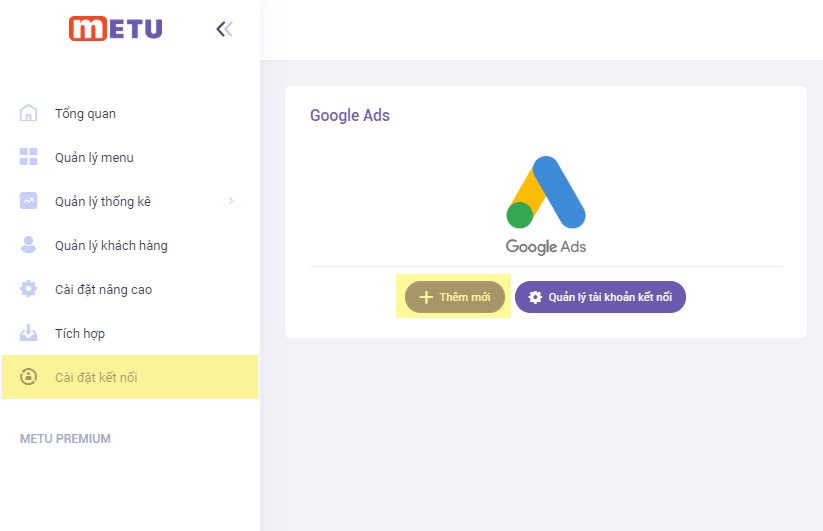 METU
Tổng quan
Quản lý menu
Quản lý thống kê
Quản lý khách hàng
Cài đặt nâng cao
Tích hợp
Cài đặt kết nối
METU PREMIUM
Google Ads
Google Ads
Thêm mới
Quản lý tài khoản kết nối